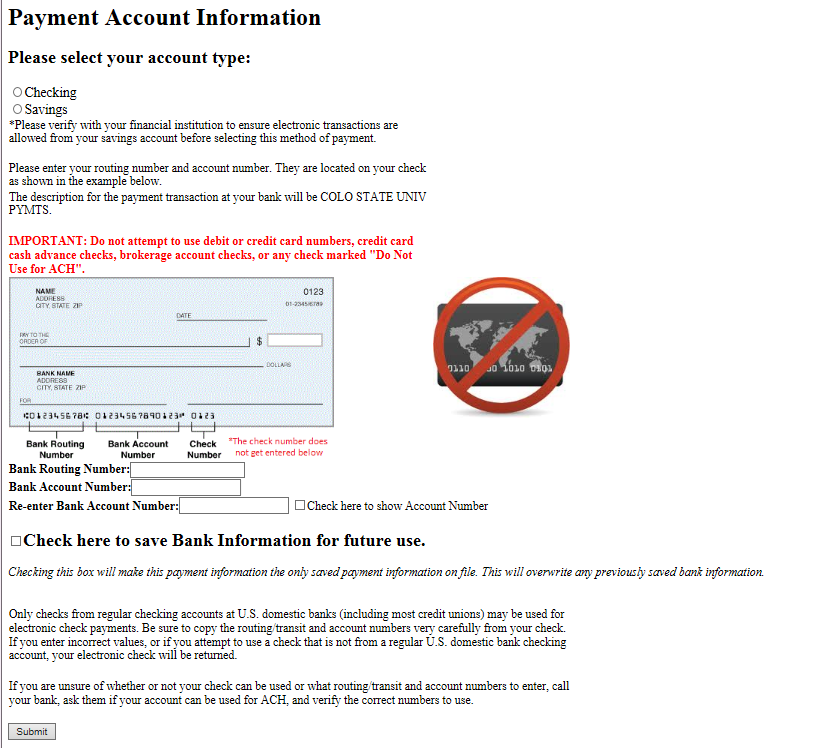 Payment Account Information
Please select your account type:
Checking
Savings
*Please verify with your financial institution to ensure electronic transactions are
allowed from your savings account before selecting this method of payment.
Please enter your routing number and account number. They are located on your check
as shown in the example below.
The description for the payment transaction at your bank will be COLO STATE UNIV
PYMTS.
IMPORTANT: Do not attempt to use debit or credit card numbers, credit card
cash advance checks, brokerage account checks, or any check marked "Do Not
Use for ACH".
NAME
ADDRESS
CITY, STATE ZIP
0123
01-23456789
DATE
PAY TO THE
ORDER OF
$
DOLLARS
BANK NAME
ADDRESS
CITY, STATE ZIP
FOR
⑆012345678⑆ 01234567890123⑈ 0123
Bank Routing
Number
Bank Account
Number
Check
Number
*The check number does
not get entered below
0110
1010 0101
Bank Routing Number:
Bank Account Number:
Re-enter Bank Account Number:
Check here to show Account Number
Check here to save Bank Information for future use.
Checking this box will make this payment information the only saved payment information on file. This will overwrite any previously saved bank information.
Only checks from regular checking accounts at U.S. domestic banks (including most credit unions) may be used for
electronic check payments. Be sure to copy the routing/transit and account numbers very carefully from your check.
If you enter incorrect values, or if you attempt to use a check that is not from a regular U.S. domestic bank checking
account, your electronic check will be returned.
If you are unsure of whether or not your check can be used or what routing/transit and account numbers to enter, call
your bank, ask them if your account can be used for ACH, and verify the correct numbers to use.
Submit